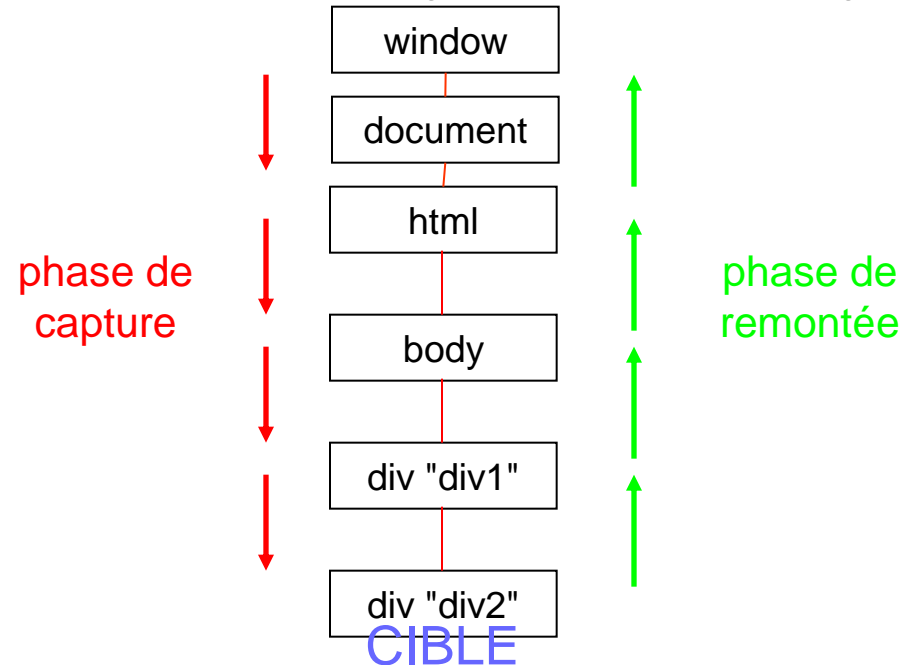 window
document
html
phase de
capture
phase de
remontée
body
div "div1"
div "div2"
CIBLE